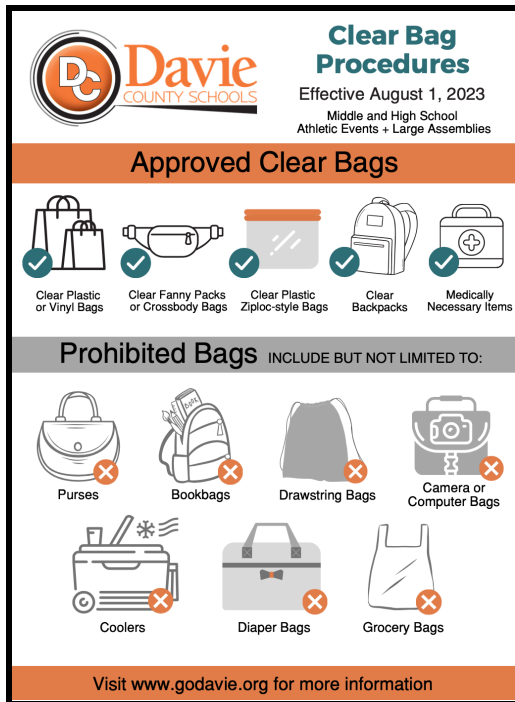 DC
Davie
COUNTY SCHOOLS
Clear Bag
Procedures
Effective August 1, 2023
Middle and High School
Athletic Events + Large Assemblies
Approved Clear Bags
Clear Plastic
or Vinyl Bags
Clear Fanny Packs
or Crossbody Bags
Clear Plastic
Ziploc-style Bags
Clear
Backpacks
Medically
Necessary Items
Prohibited Bags INCLUDE BUT NOT LIMITED TO:
Purses
Bookbags
Drawstring Bags
Camera or
Computer Bags
Coolers
Diaper Bags
Grocery Bags
Visit www.godavie.org for more information